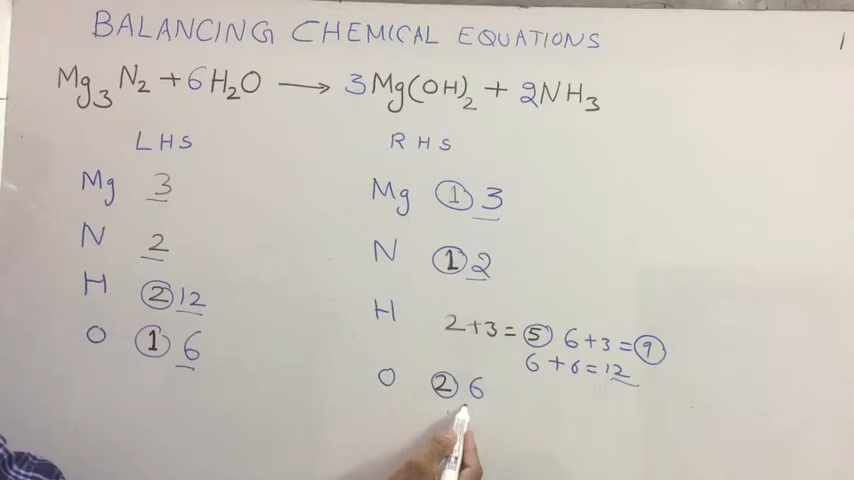 BALANCING CHEMICAL EQUATIONS
1
Mg₃N₂ + 6H₂O → 3Mg(OH)₂ + 2NH₃
LHS RHS
Mg 3 Mg ① 3
N 2 N ① 2
H ② 12 H 2+3=⑤ 6+3=⑨
6+6=12
O ① 6 O ② 6